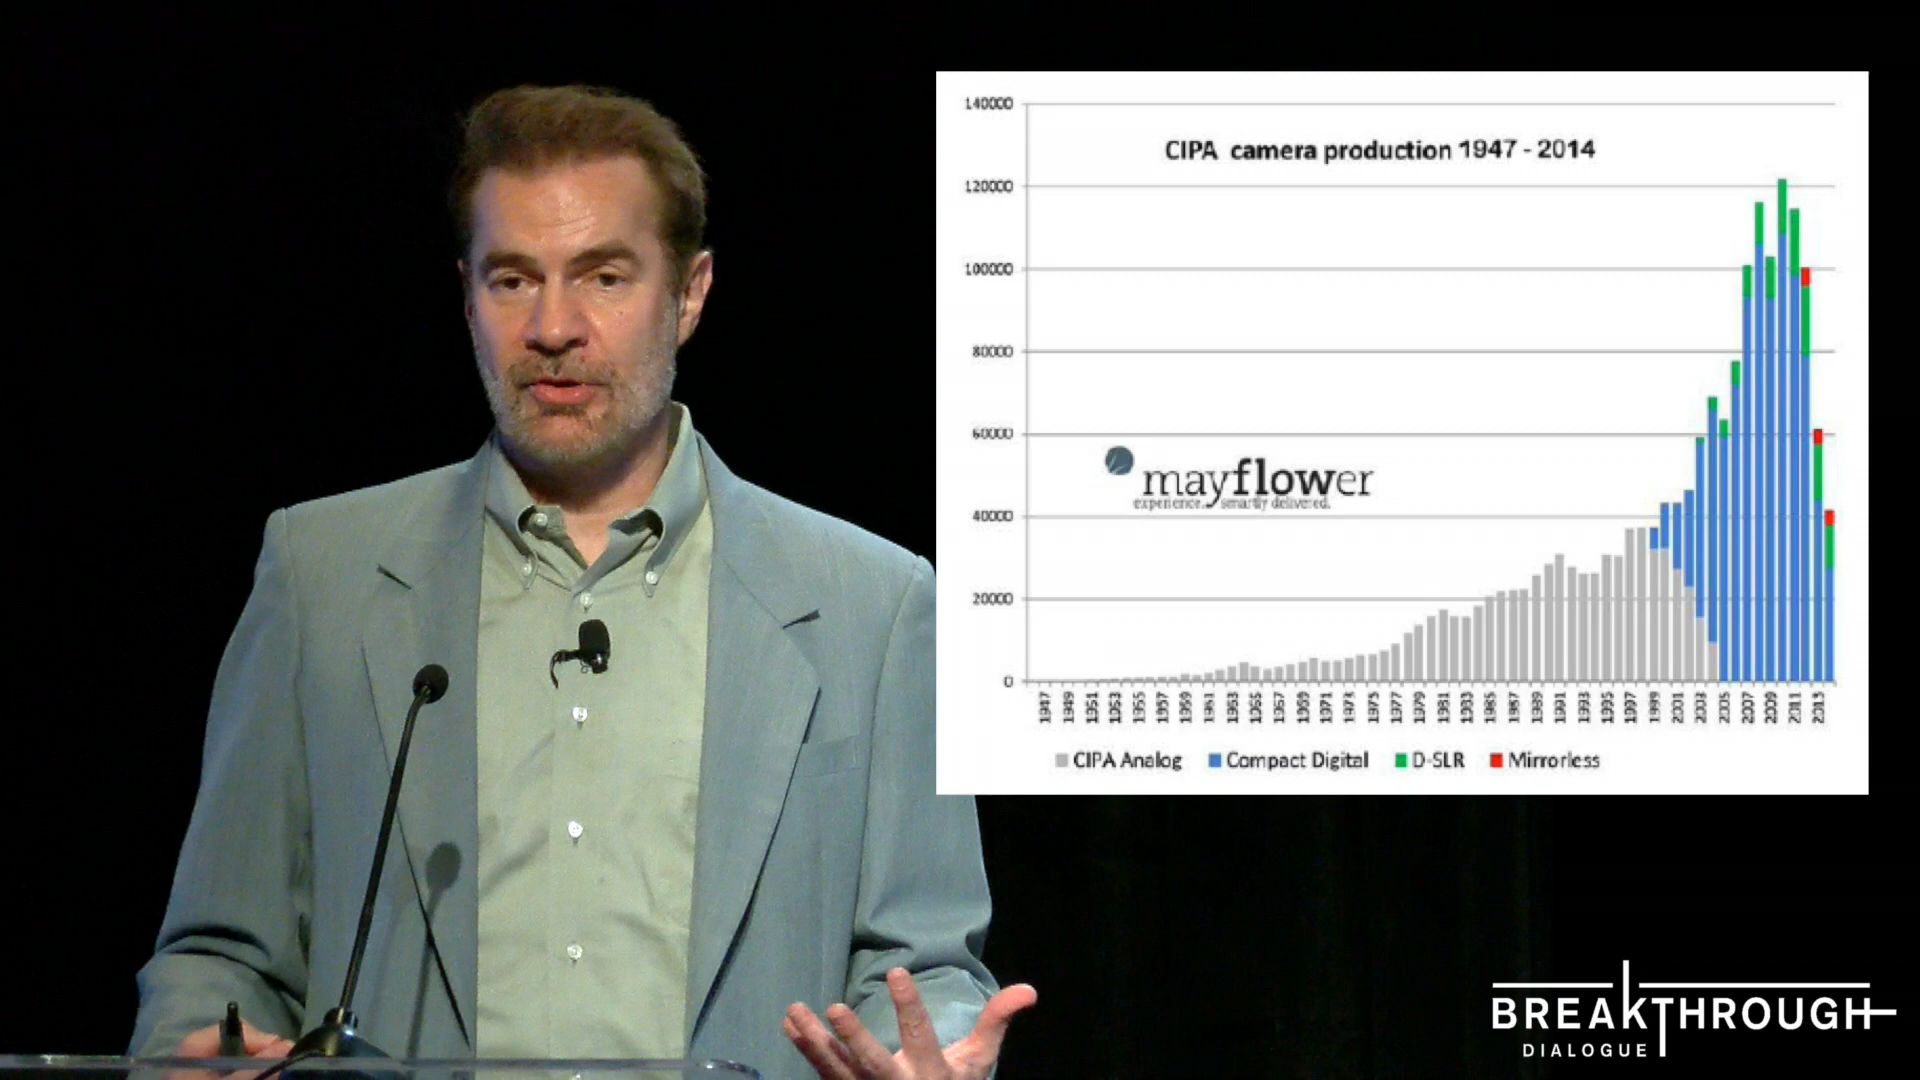 140000
CIPA camera production 1947 - 2014
120000
100000
80000
60000
mayflower
experience. smartly delivered.
40000
20000
0
1947 1949 1951 1953 1955 1957 1959 1961 1963 1965 1967 1969 1971 1973 1975 1977 1979 1981 1983 1985 1987 1989 1991 1993 1995 1997 1999 2001 2003 2005 2007 2009 2011 2013
CIPA Analog Compact Digital D-SLR Mirrorless
BREAKTHROUGH
DIALOGUE